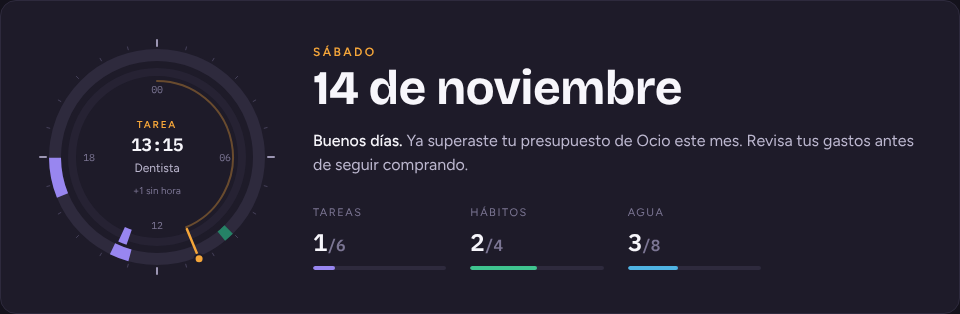 00
TAREA
13:15
18
06
Dentista
+1 sin hora
12
SÁBADO
14 de noviembre
Buenos días. Ya superaste tu presupuesto de Ocio este mes. Revisa tus gastos antes
de seguir comprando.
TAREAS
HÁBITOS
AGUA
1/6
2/4
3/8